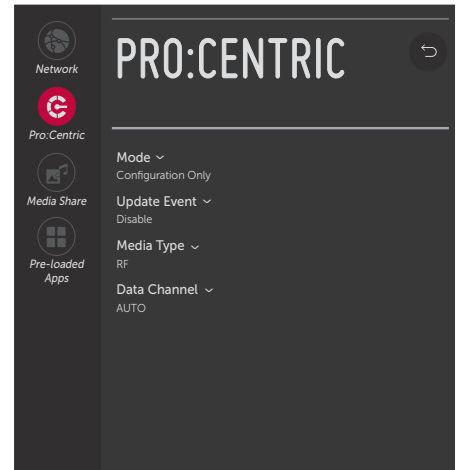 Network
Pro:Centric
Media Share
Pre-loaded
Apps
PRO:CENTRIC
Mode
Configuration Only
Update Event
Disable
Media Type
RF
Data Channel
AUTO